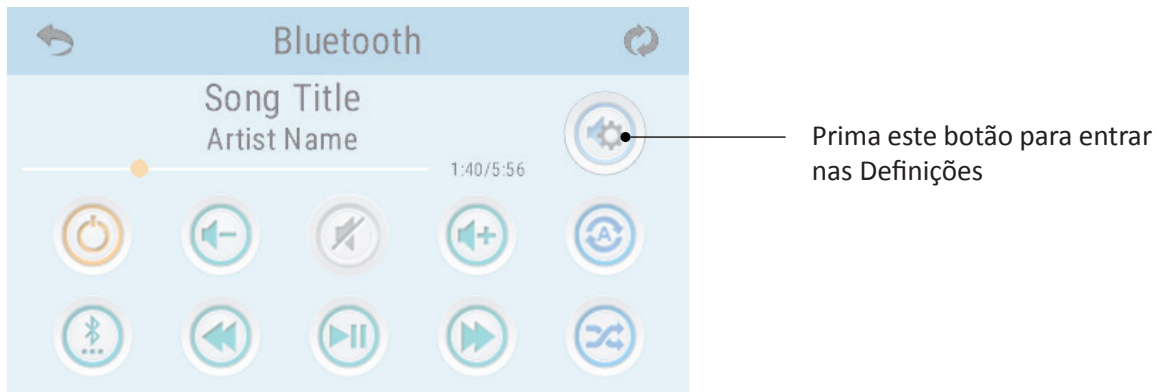 Bluetooth
Song Title
Artist Name
1:40/5:56
Prima este botão para entrar
nas Definições
A